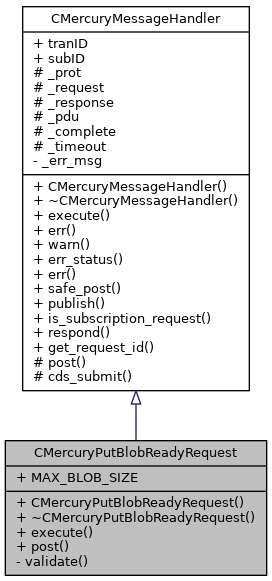 CMercuryMessageHandler
+ tranID
+ subID
# _prot
# _request
# _response
# _pdu
# _complete
# _timeout
- _err_msg
+ CMercuryMessageHandler()
+ ~CMercuryMessageHandler()
+ execute()
+ err()
+ warn()
+ err_status()
+ err()
+ safe_post()
+ publish()
+ is_subscription_request()
+ respond()
+ get_request_id()
# post()
# cds_submit()
CMercuryPutBlobReadyRequest
+ MAX_BLOB_SIZE
+ CMercuryPutBlobReadyRequest()
+ ~CMercuryPutBlobReadyRequest()
+ execute()
+ post()
- validate()